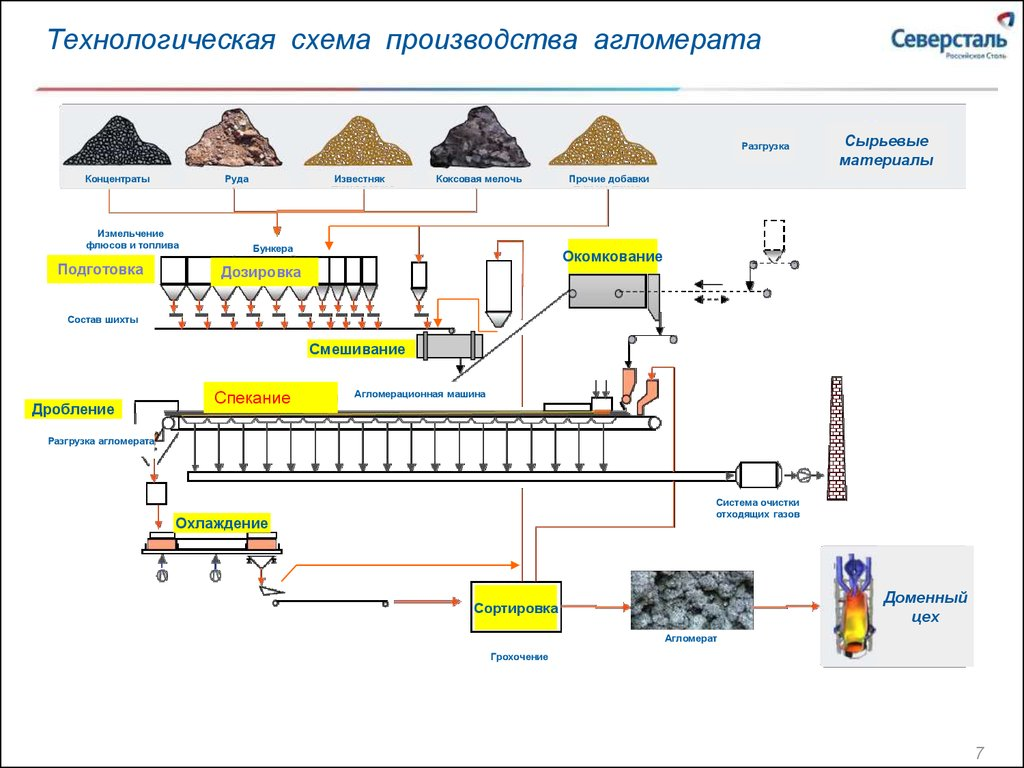 Технологическая схема производства агломерата
Северсталь
Российская Сталь
Разгрузка
Сырьевые
материалы
Концентраты
Руда
Известняк
Коксовая мелочь
Прочие добавки
Измельчение
флюсов и топлива
Бункера
Окомкование
Подготовка
Дозировка
Состав шихты
Смешивание
Спекание
Агломерационная машина
Дробление
Разгрузка агломерата
Система очистки
отходящих газов
Охлаждение
Сортировка
Доменный
цех
Агломерат
Грохочение
7